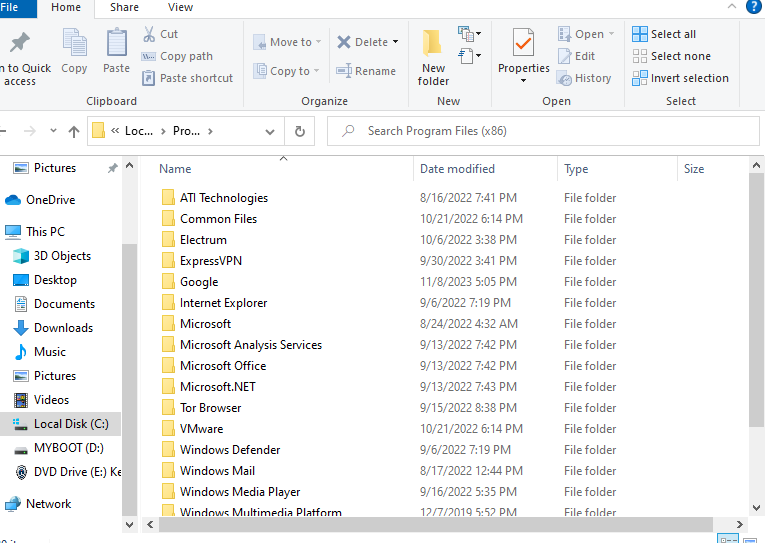 File Home Share View
n to Quick access
Copy
Paste
Cut
Copy path
Paste shortcut
Clipboard
Move to
Copy to
Delete
Rename
Organize
New folder
New
Properties
Open
Edit
History
Open
Select all
Select none
Invert selection
Select
« Loc... › Pro... ›
Search Program Files (x86)
Pictures
OneDrive
This PC
3D Objects
Desktop
Documents
Downloads
Music
Pictures
Videos
Local Disk (C:)
MYBOOT (D:)
DVD Drive (E:) Ke
Network
Name Date modified Type Size
ATI Technologies 8/16/2022 7:41 PM File folder
Common Files 10/21/2022 6:14 PM File folder
Electrum 10/6/2022 3:38 PM File folder
ExpressVPN 9/30/2022 3:41 PM File folder
Google 11/8/2023 5:05 PM File folder
Internet Explorer 9/6/2022 7:19 PM File folder
Microsoft 8/24/2022 4:32 AM File folder
Microsoft Analysis Services 9/13/2022 7:42 PM File folder
Microsoft Office 9/13/2022 7:42 PM File folder
Microsoft.NET 9/13/2022 7:43 PM File folder
Tor Browser 9/15/2022 8:38 PM File folder
VMware 10/21/2022 6:14 PM File folder
Windows Defender 9/6/2022 7:19 PM File folder
Windows Mail 8/17/2022 12:44 PM File folder
Windows Media Player 9/16/2022 5:35 PM File folder
Windows Multimedia Platform 12/7/2019 5:52 PM File folder